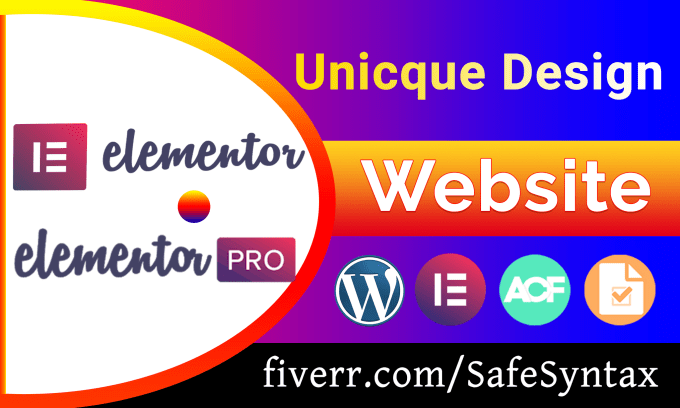 Unicque Design
elementor
Website
elementor PRO
W E ACF
fiverr.com/SafeSyntax